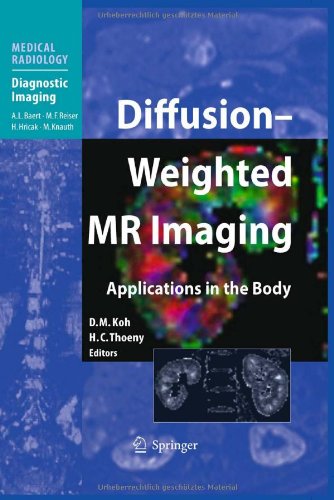 Urheberrechtlich geschütztes Material
MEDICAL
RADIOLOGY
Diagnostic
Imaging
A.L. Baert · M.F. Reiser
H. Hricak · M. Knauth
Diffusion–
Weighted
MR Imaging
Applications in the Body
D.M. Koh
H.C. Thoeny
Editors
Springer
Urheberrechtlich geschütztes Material